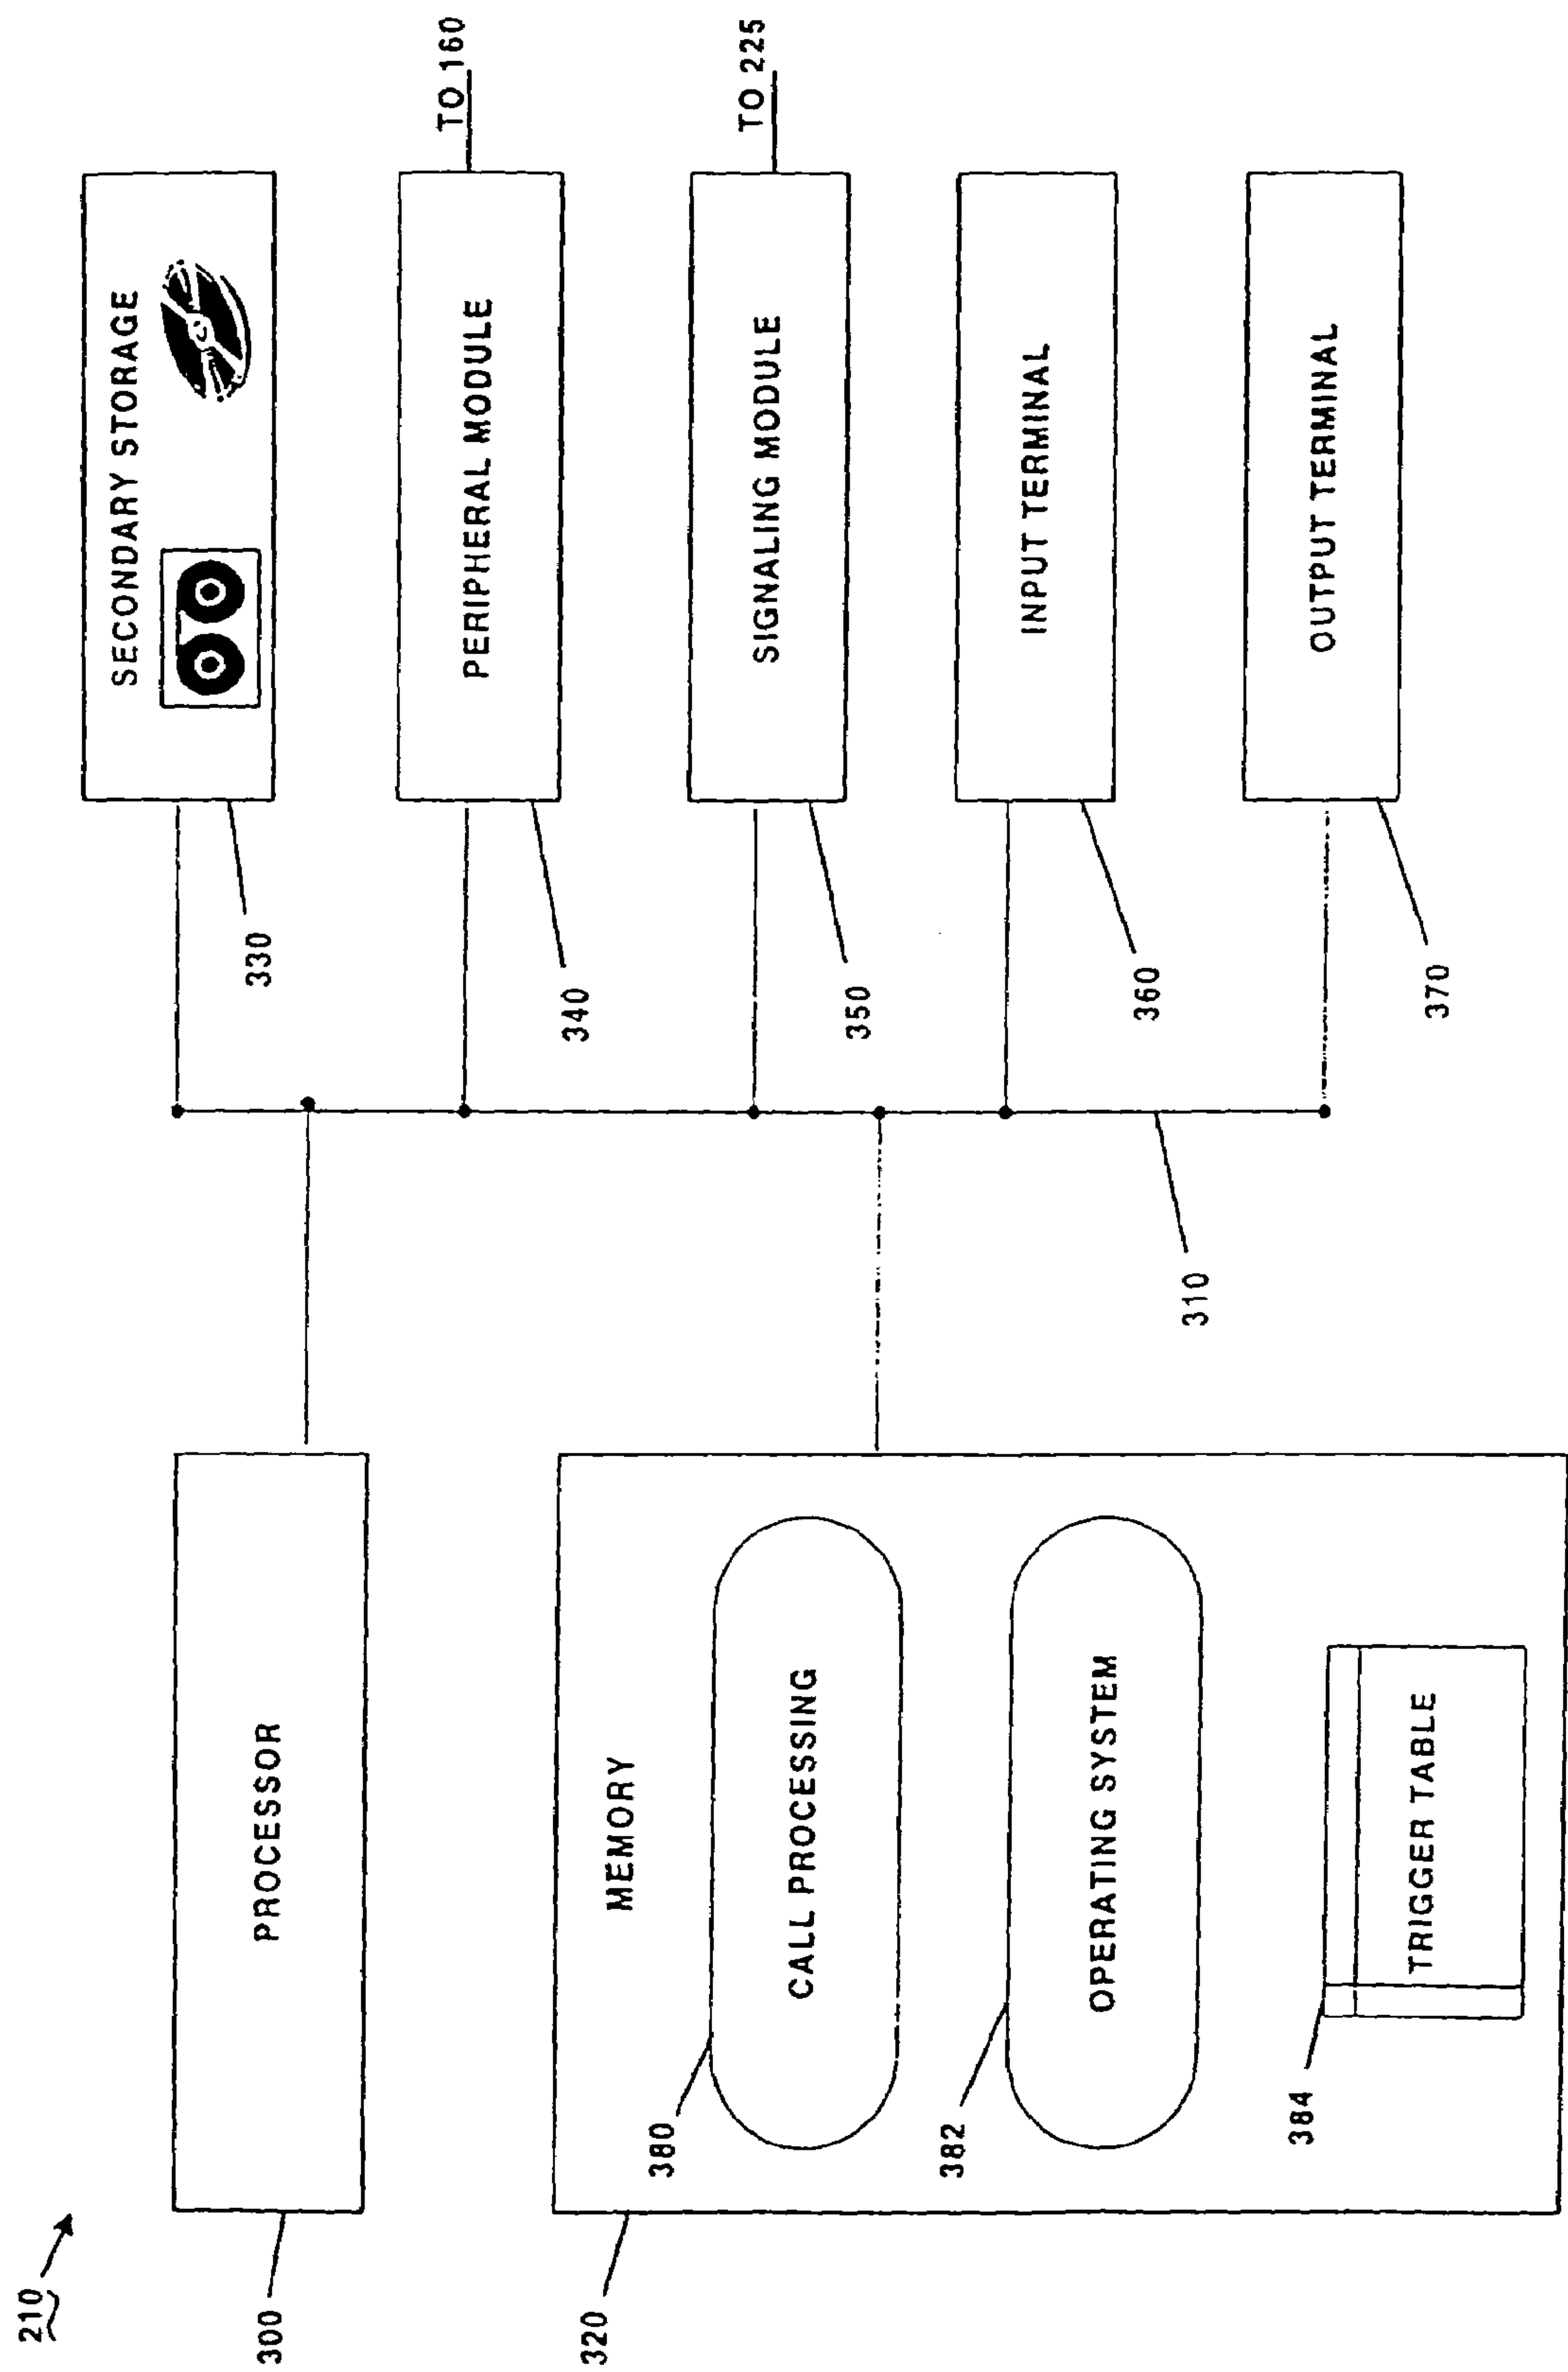 210
300
PROCESSOR
320
MEMORY
380
CALL PROCESSING
382
OPERATING SYSTEM
384
TRIGGER TABLE
310
SECONDARY STORAGE
330
PERIPHERAL MODULE
340
TO 160
SIGNALING MODULE
350
TO 225
INPUT TERMINAL
360
OUTPUT TERMINAL
370